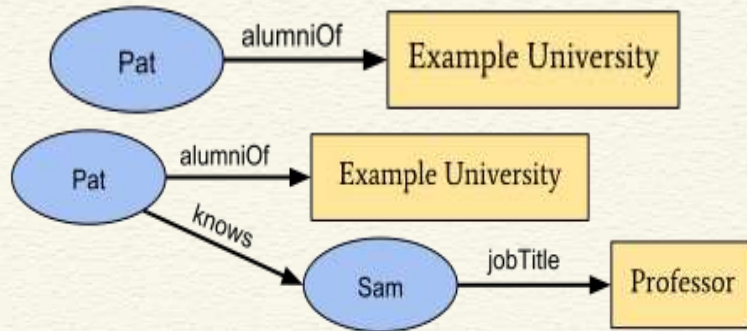 alumniOf
Pat
Example University
alumniOf
Pat
Example University
knows
Sam
jobTitle
Professor